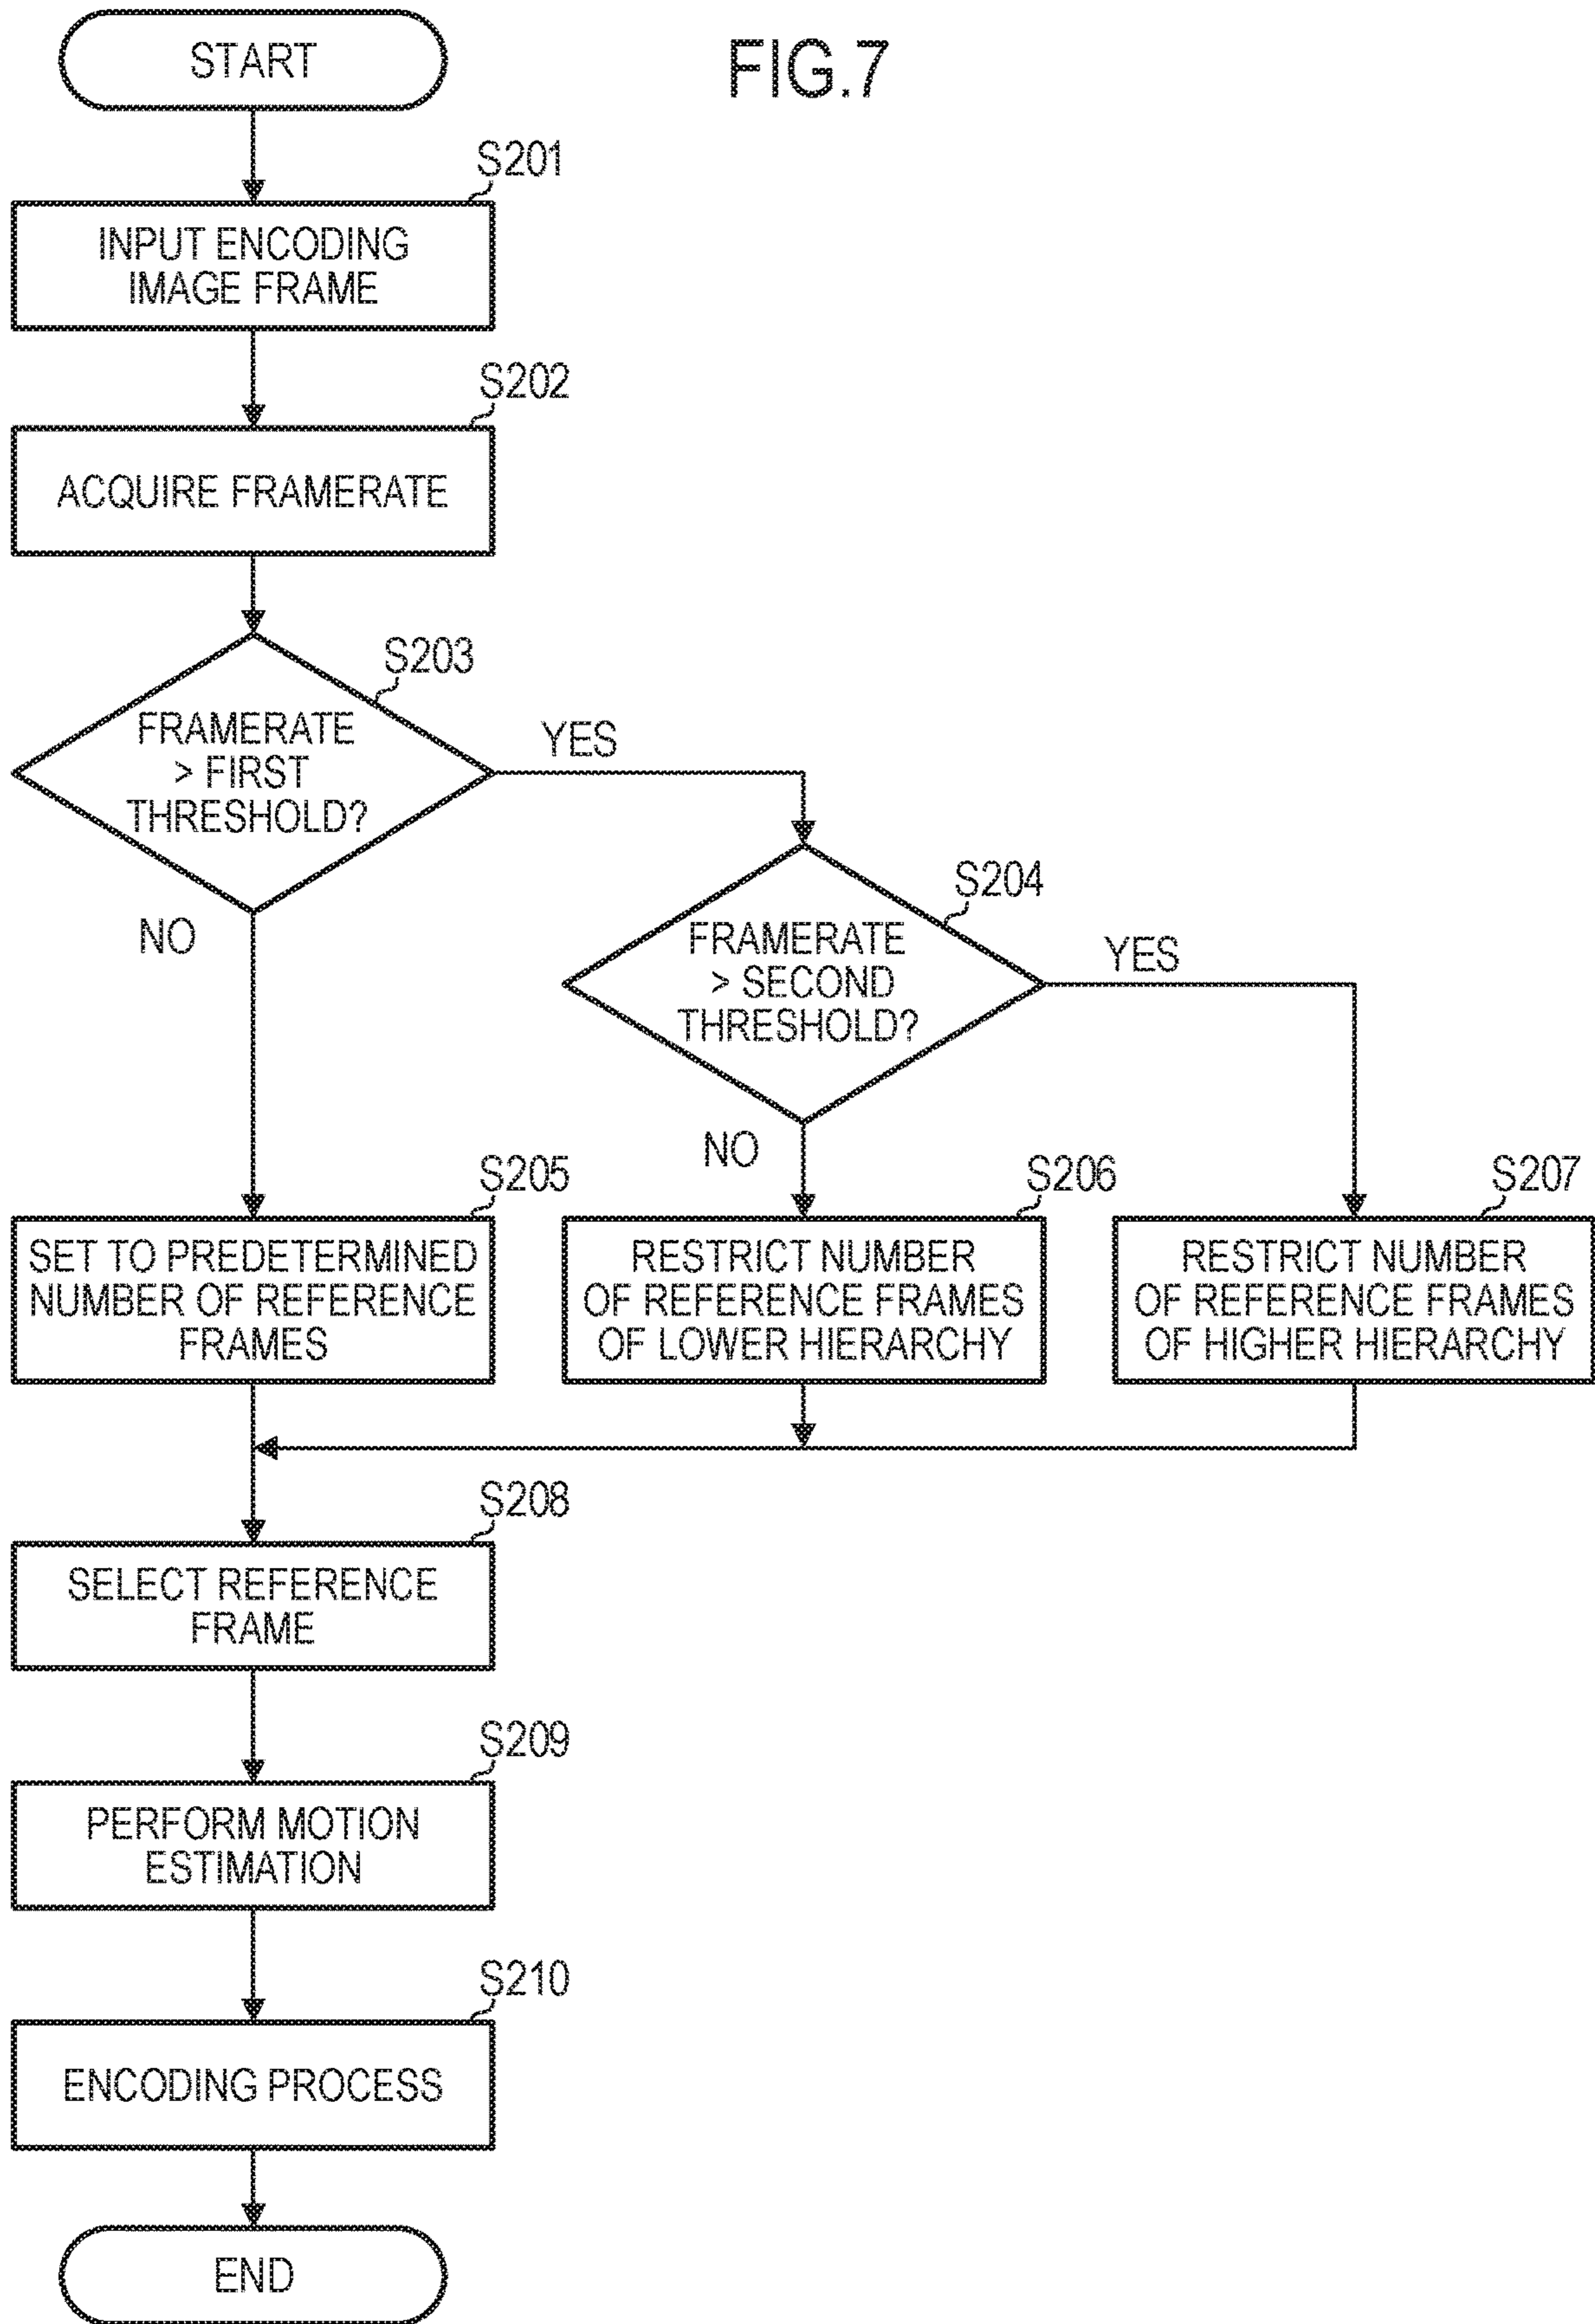 START
FIG.7
S201
INPUT ENCODING
IMAGE FRAME
S202
ACQUIRE FRAMERATE
S203
FRAMERATE
> FIRST
THRESHOLD?
YES
NO
S204
FRAMERATE
> SECOND
THRESHOLD?
YES
NO
S205
SET TO PREDETERMINED
NUMBER OF REFERENCE
FRAMES
S206
RESTRICT NUMBER
OF REFERENCE FRAMES
OF LOWER HIERARCHY
S207
RESTRICT NUMBER
OF REFERENCE FRAMES
OF HIGHER HIERARCHY
S208
SELECT REFERENCE
FRAME
S209
PERFORM MOTION
ESTIMATION
S210
ENCODING PROCESS
END